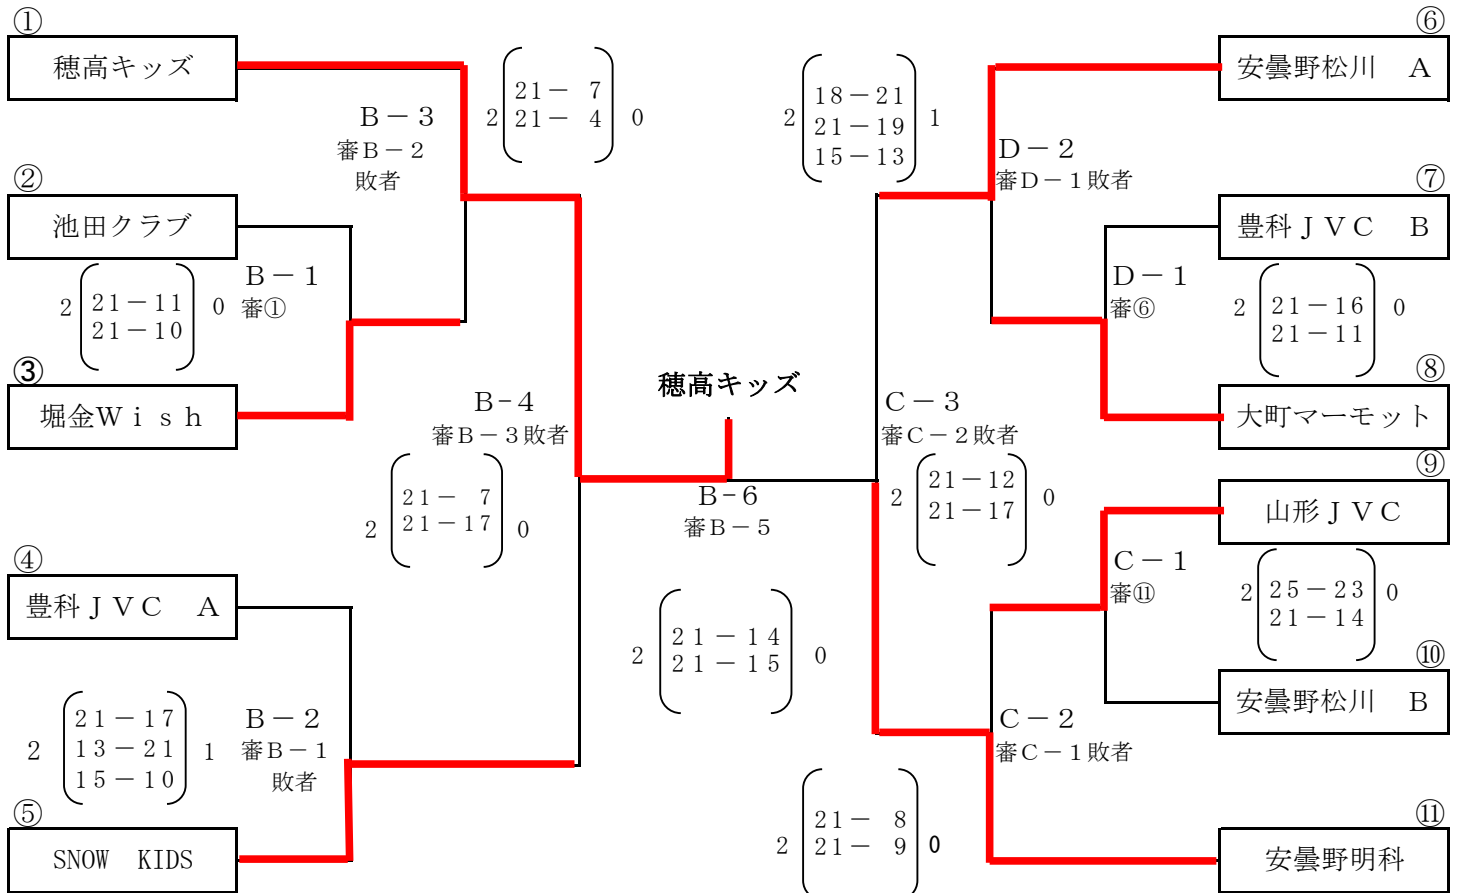 ①
穂高キッズ
B－3
審B－2
敗者
2
21－ 7
21－ 4
0
②
池田クラブ
B－1
審①
2
21－11
21－10
0
③
堀金Wｉｓｈ
B-4
審B－3敗者
2
21－ 7
21－17
0
④
豊科ＪＶＣ　A
B－2
審B－1
敗者
2
21－17
13－21
15－10
1
⑤
SNOW　KIDS
穂高キッズ
B-6
審B－5
2
21－14
21－15
0
⑥
安曇野松川　A
2
18－21
21－19
15－13
1
D－2
審D－1敗者
⑦
豊科ＪＶＣ　B
D－1
審⑥
2
21－16
21－11
0
⑧
大町マーモット
C－3
審C－2敗者
2
21－12
21－17
0
⑨
山形ＪＶＣ
C－1
審⑪
2
25－23
21－14
0
⑩
安曇野松川　B
C－2
審C－1敗者
2
21－ 8
21－ 9
0
⑪
安曇野明科